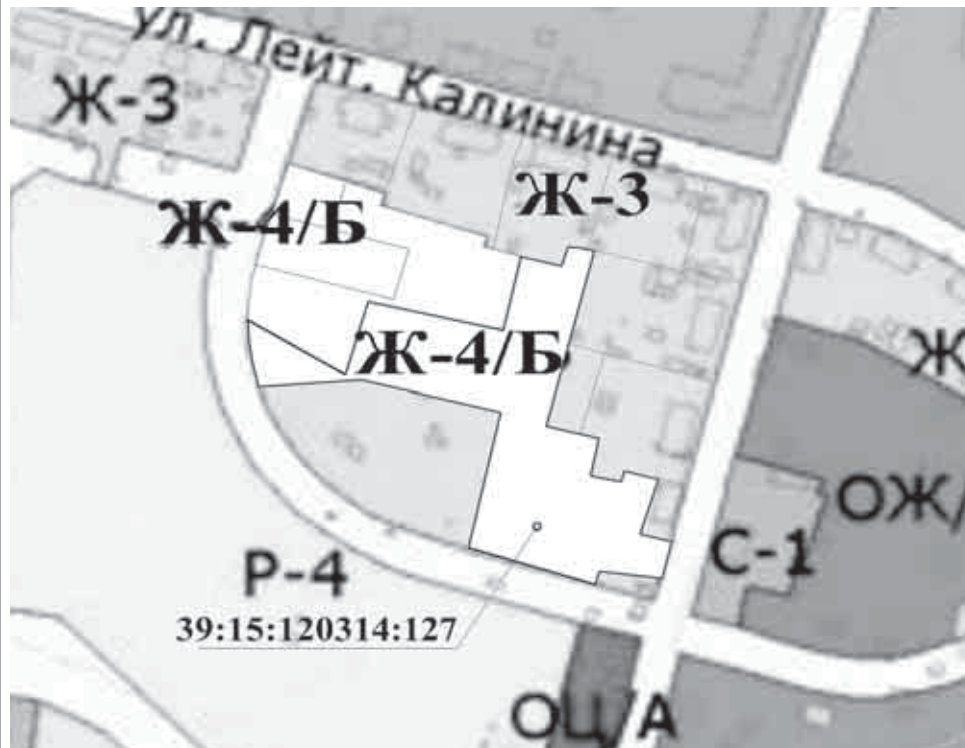 ул. Лейт. Калинина
Ж-3
Ж-3
Ж-4/Б
Ж-4/Б
Ж
ОЖ/
С-1
Р-4
39:15:120314:127
ОЦ/А